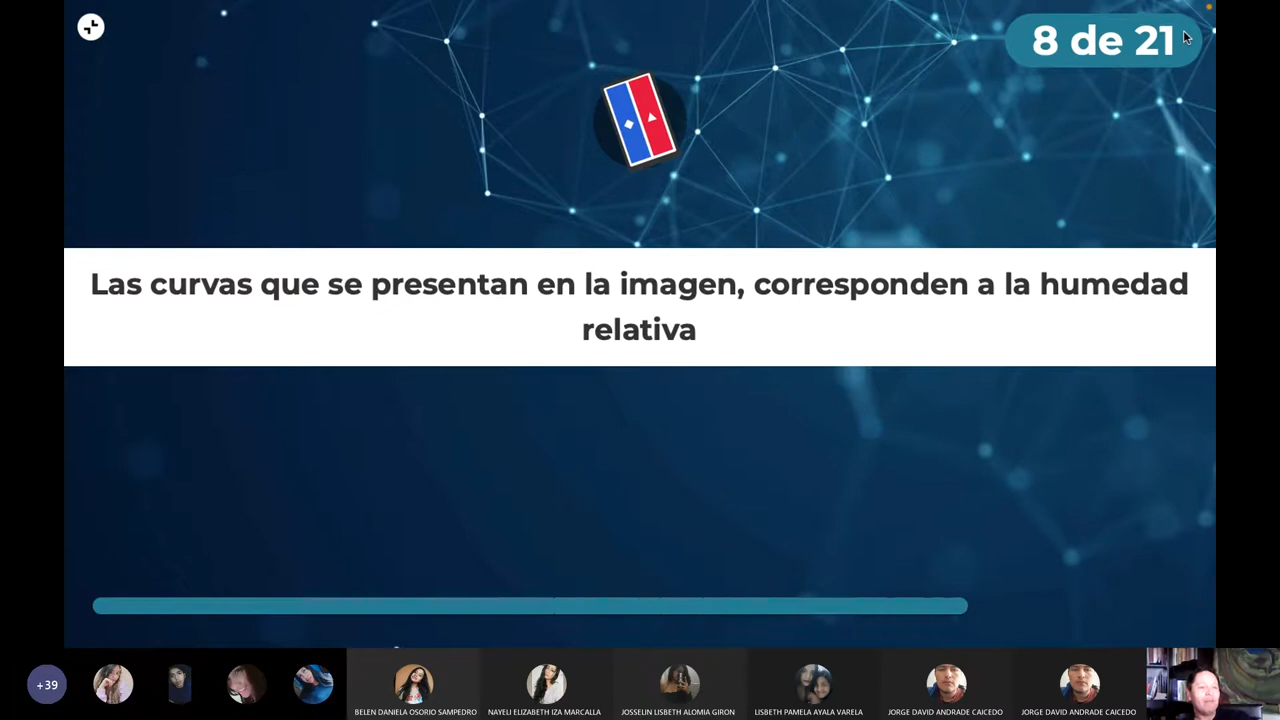 8 de 21
Las curvas que se presentan en la imagen, corresponden a la humedad
relativa
+39
BELEN DANIELA OSORIO SAMPEDRO
NAYELI ELIZABETH IZA MARCALLA
JOSSELIN LISBETH ALOMIA GIRON
LISBETH PAMELA AYALA VARELA
JORGE DAVID ANDRADE CAICEDO
JORGE DAVID ANDRADE CAICEDO